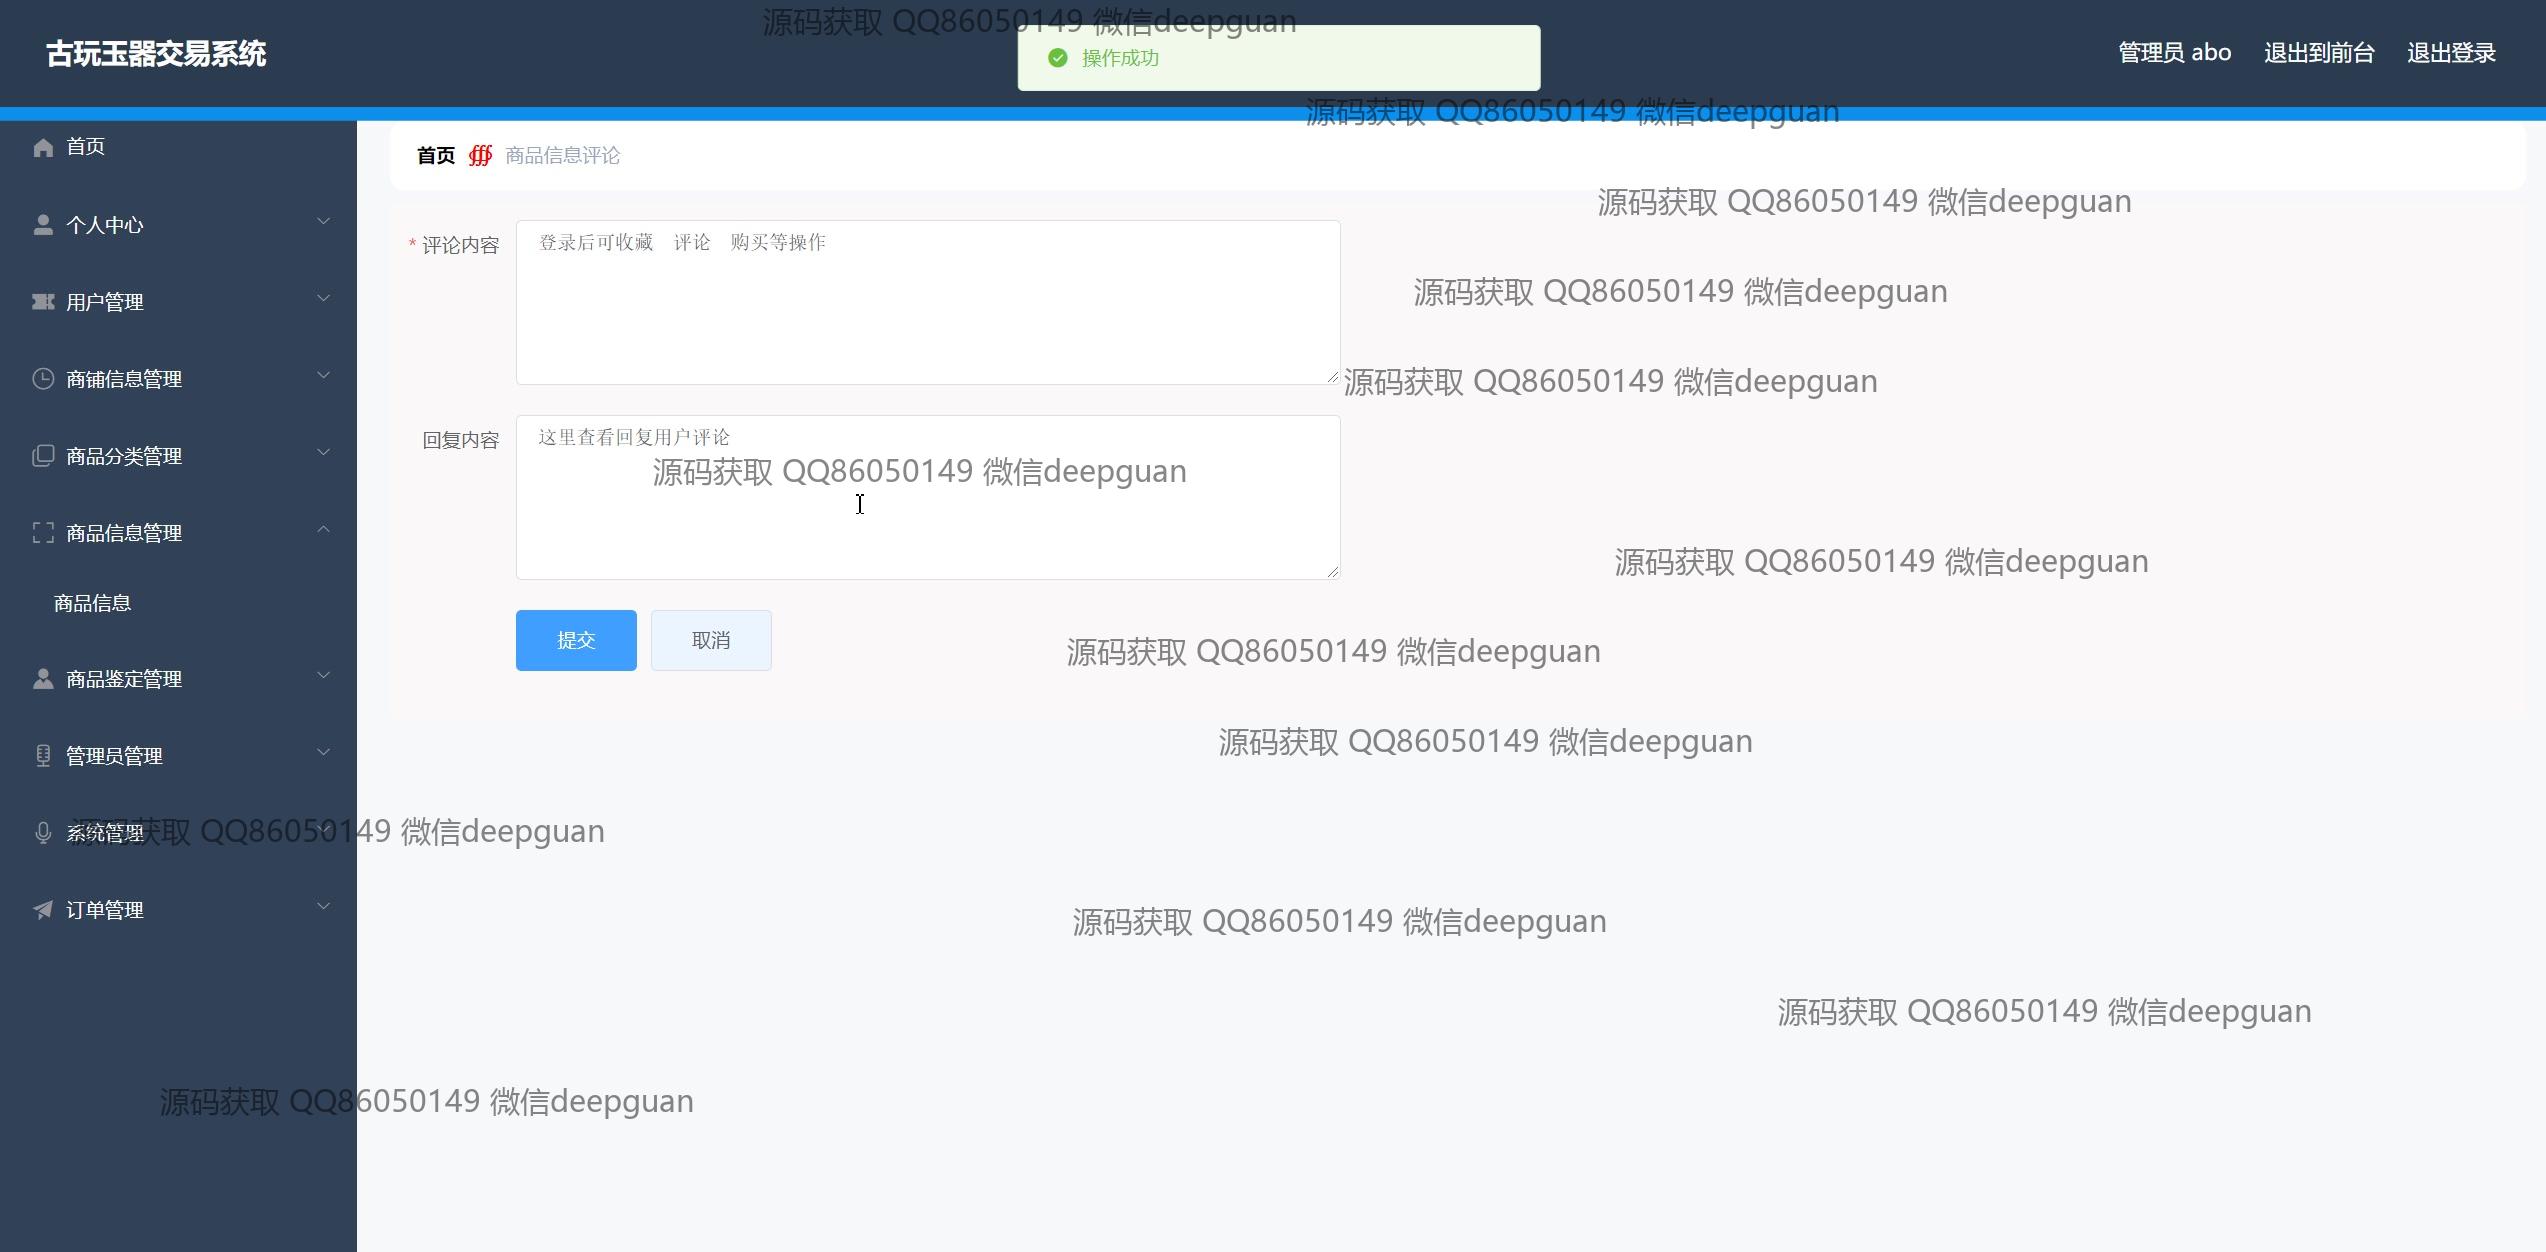 源码获取 QQ86050149 微信deepguan
古玩玉器交易系统
操作成功
管理员 abo 退出到前台 退出登录
源码获取 QQ86050149 微信deepguan
首页
首页 商品信息评论
源码获取 QQ86050149 微信deepguan
个人中心
* 评论内容
登录后可收藏 评论 购买等操作
源码获取 QQ86050149 微信deepguan
用户管理
商铺信息管理
源码获取 QQ86050149 微信deepguan
回复内容
这里查看回复用户评论
商品分类管理
源码获取 QQ86050149 微信deepguan
商品信息管理
源码获取 QQ86050149 微信deepguan
商品信息
提交 取消
源码获取 QQ86050149 微信deepguan
商品鉴定管理
源码获取 QQ86050149 微信deepguan
管理员管理
系统管理
源码获取 QQ86050149 微信deepguan
订单管理
源码获取 QQ86050149 微信deepguan
源码获取 QQ86050149 微信deepguan
源码获取 QQ86050149 微信deepguan